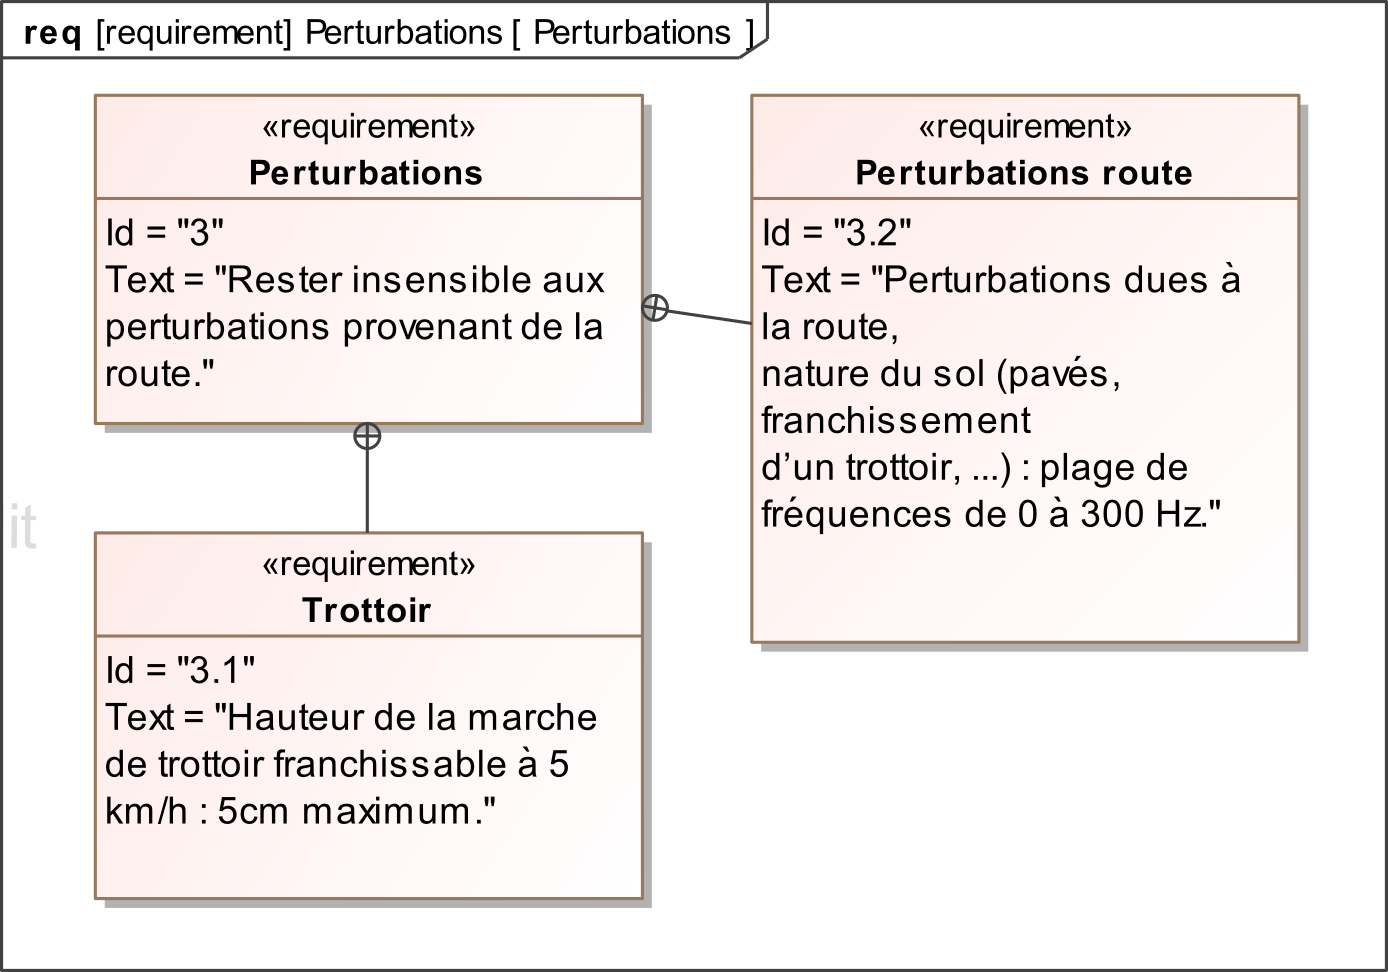 req [requirement] Perturbations [ Perturbations ]
«requirement»
Perturbations
Id = "3"
Text = "Rester insensible aux
perturbations provenant de la
route."
«requirement»
Perturbations route
Id = "3.2"
Text = "Perturbations dues à
la route,
nature du sol (pavés,
franchissement
d’un trottoir, ...) : plage de
fréquences de 0 à 300 Hz."
it
«requirement»
Trottoir
Id = "3.1"
Text = "Hauteur de la marche
de trottoir franchissable à 5
km/h : 5cm maximum."